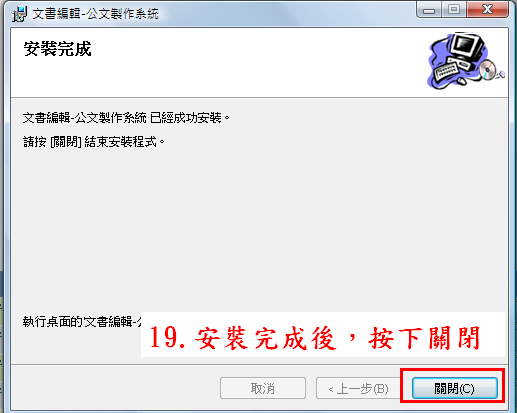 文書編輯-公文製作系統
安裝完成
文書編輯-公文製作系統 已經成功安裝。
請按 [關閉] 結束安裝程式。
執行桌面的'文書編輯-
19.安裝完成後，按下關閉
取消
< 上一步(B)
關閉(C)